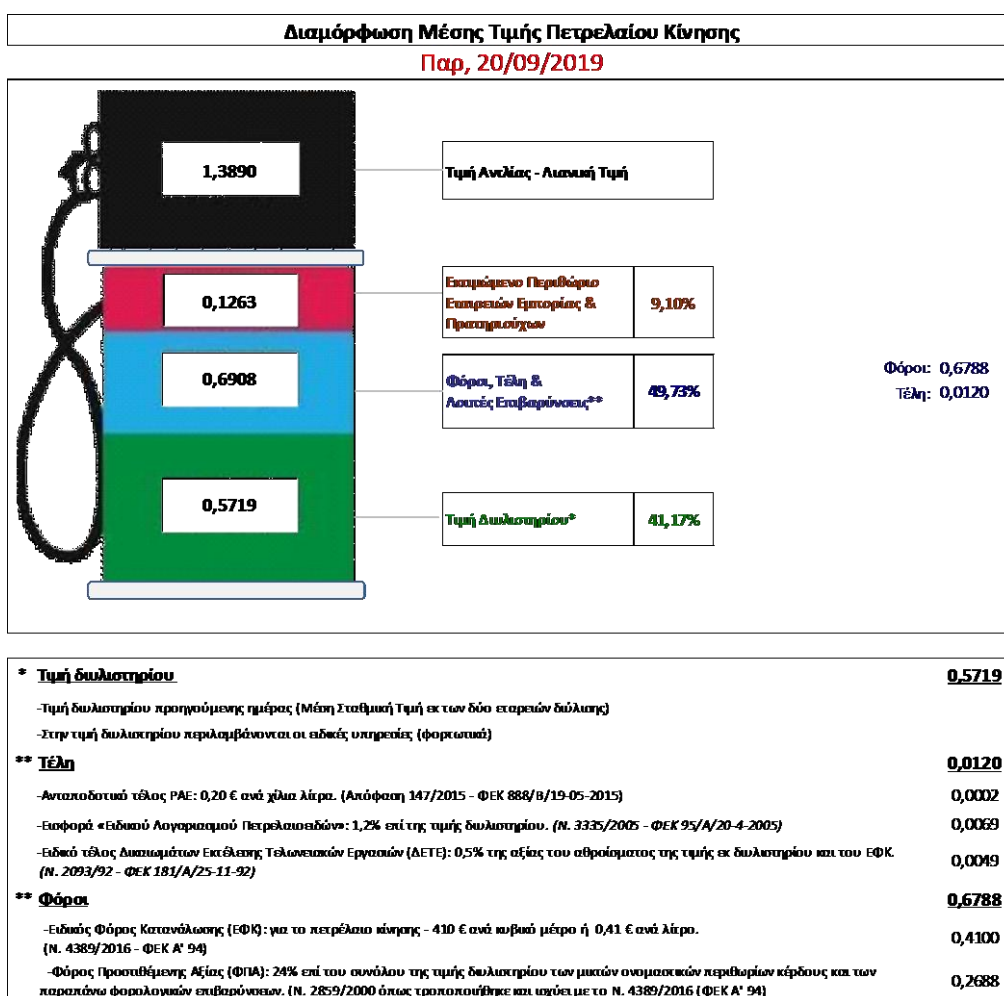 Διαμόρφωση Μέσης Τιμής Πετρελαίου Κίνησης
Παρ, 20/09/2019
1,3890
Τιμή Αντλίας - Λιανική Τιμή
0,1263
Εκτιμώμενο Περιθώριο
Εταιρειών Εμπορίας &
Πρατηριούχων
9,10%
0,6908
Φόροι, Τέλη &
Λοιπές Επιβαρύνσεις**
49,73%
Φόροι: 0,6788
Τέλη: 0,0120
0,5719
Τιμή Διυλιστηρίου*
41,17%
* Τιμή διυλιστηρίου 0,5719
-Τιμή διυλιστηρίου προηγούμενης ημέρας (Μέση Σταθμική Τιμή εκ των δύο εταρειών διύλισης)
-Στην τιμή διυλιστηρίου περιλαμβάνονται οι ειδικές υπηρεσίες (φορτωτικά)
** Τέλη 0,0120
-Ανταποδοτικό τέλος ΡΑΕ: 0,20 € ανά χίλια λίτρα. (Απόφαση 147/2015 - ΦΕΚ 888/Β/19-05-2015) 0,0002
-Εισφορά «Ειδικού Λογαριασμού Πετρελαιοειδών»: 1,2% επί της τιμής διυλιστηρίου. (Ν. 3335/2005 - ΦΕΚ 95/Α/20-4-2005) 0,0069
-Ειδικό τέλος Δικαιωμάτων Εκτέλεσης Τελωνειακών Εργασιών (ΔΕΤΕ): 0,5% της αξίας του αθροίσματος της τιμής εκ διυλιστηρίου και του ΕΦΚ.
(Ν. 2093/92 - ΦΕΚ 181/Α/25-11-92) 0,0049
** Φόροι 0,6788
-Ειδικός Φόρος Κατανάλωσης (ΕΦΚ): για το πετρέλαιο κίνησης - 410 € ανά κυβικό μέτρο ή 0,41 € ανά λίτρο.
(Ν. 4389/2016 - ΦΕΚ Α' 94) 0,4100
-Φόρος Προστιθέμενης Αξίας (ΦΠΑ): 24% επί του συνόλου της τιμής διυλιστηρίου των μικτών ονομαστικών περιθωρίων κέρδους και των
παραπάνω φορολογικών επιβαρύνσεων. (Ν. 2859/2000 όπως τροποποιήθηκε και ισχύει με το Ν. 4389/2016 (ΦΕΚ Α' 94) 0,2688